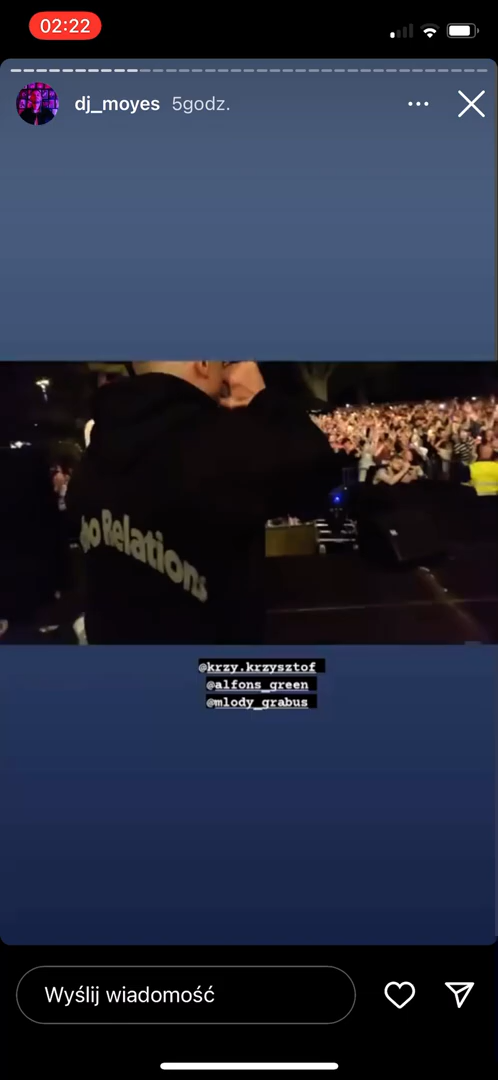 02:22
dj_moyes 5godz.
Relations
@krzy.krzysztof
@alfons_green
@mlody_grabus
Wyślij wiadomość